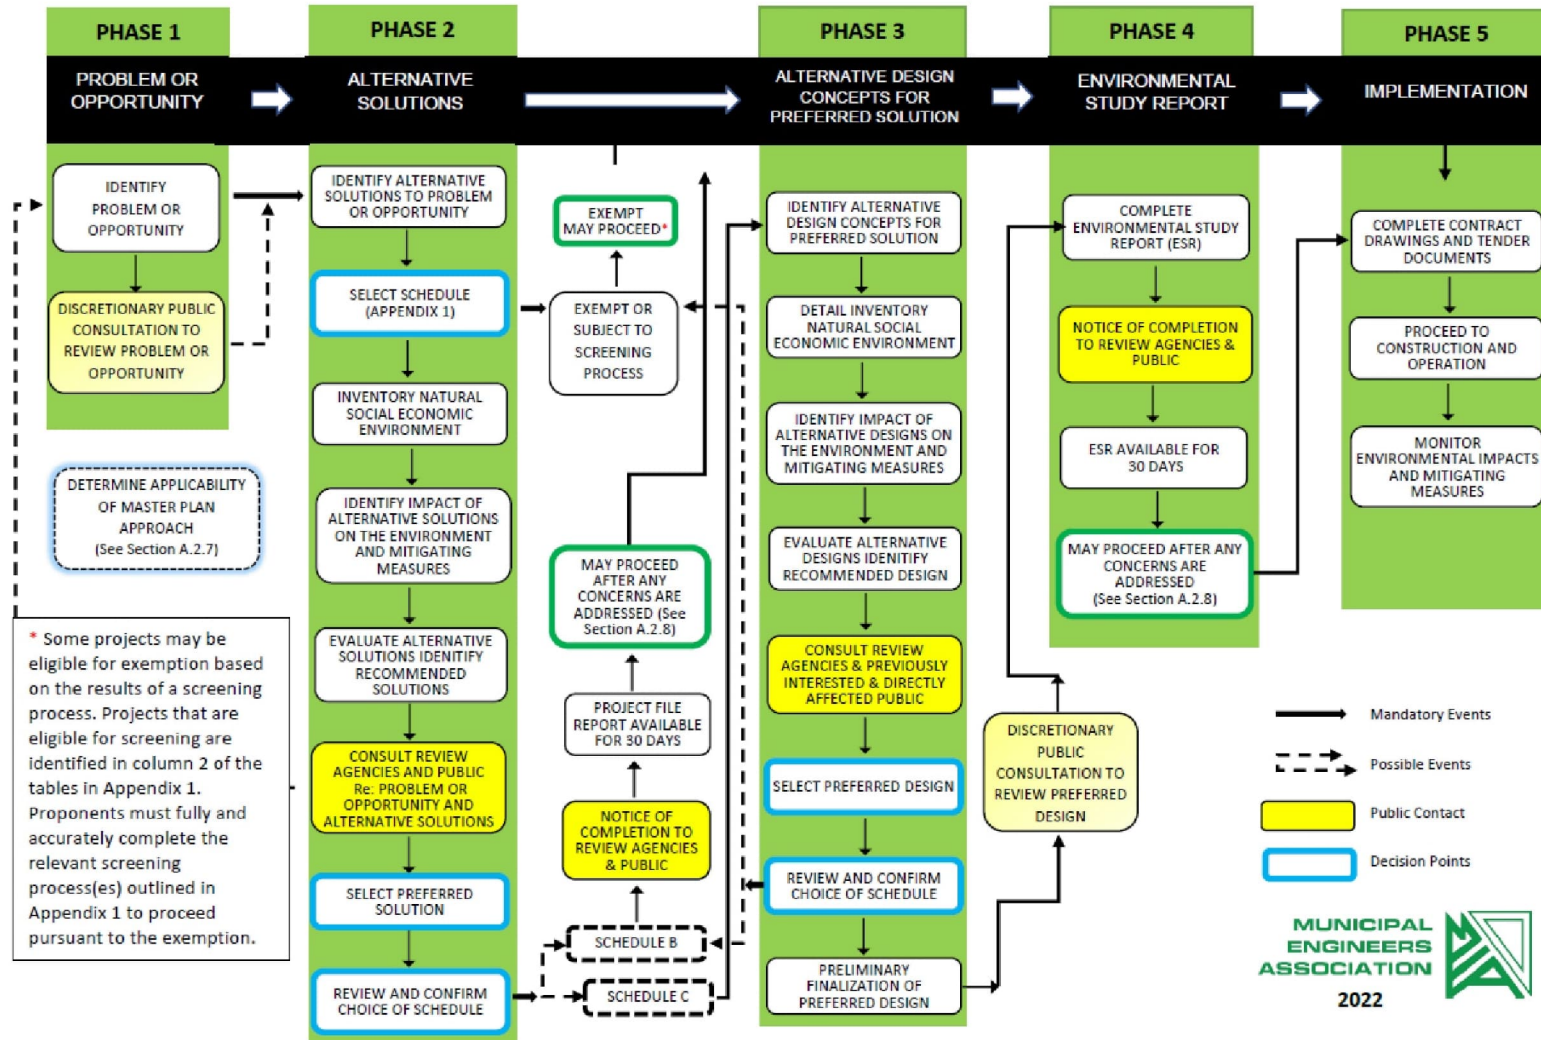 PHASE 1
PROBLEM OR
OPPORTUNITY
IDENTIFY
PROBLEM OR
OPPORTUNITY
DISCRETIONARY PUBLIC
CONSULTATION TO
REVIEW PROBLEM OR
OPPORTUNITY
DETERMINE APPLICABILITY
OF MASTER PLAN
APPROACH
(See Section A.2.7)
* Some projects may be
eligible for exemption based
on the results of a screening
process. Projects that are
eligible for screening are
identified in column 2 of the
tables in Appendix 1.
Proponents must fully and
accurately complete the
relevant screening
process(es) outlined in
Appendix 1 to proceed
pursuant to the exemption.
PHASE 2
ALTERNATIVE
SOLUTIONS
IDENTIFY ALTERNATIVE
SOLUTIONS TO PROBLEM
OR OPPORTUNITY
SELECT SCHEDULE
(APPENDIX 1)
INVENTORY NATURAL
SOCIAL ECONOMIC
ENVIRONMENT
IDENTIFY IMPACT OF
ALTERNATIVE SOLUTIONS
ON THE ENVIRONMENT
AND MITIGATING
MEASURES
EVALUATE ALTERNATIVE
SOLUTIONS IDENTIFY
RECOMMENDED
SOLUTIONS
CONSULT REVIEW
AGENCIES AND PUBLIC
Re: PROBLEM OR
OPPORTUNITY AND
ALTERNATIVE SOLUTIONS
SELECT PREFERRED
SOLUTION
REVIEW AND CONFIRM
CHOICE OF SCHEDULE
EXEMPT
MAY PROCEED*
EXEMPT OR
SUBJECT TO
SCREENING
PROCESS
MAY PROCEED
AFTER ANY
CONCERNS ARE
ADDRESSED (See
Section A.2.8)
PROJECT FILE
REPORT AVAILABLE
FOR 30 DAYS
NOTICE OF
COMPLETION TO
REVIEW AGENCIES
& PUBLIC
SCHEDULE B
SCHEDULE C
PHASE 3
ALTERNATIVE DESIGN
CONCEPTS FOR
PREFERRED SOLUTION
IDENTIFY ALTERNATIVE
DESIGN CONCEPTS FOR
PREFERRED SOLUTION
DETAIL INVENTORY
NATURAL SOCIAL
ECONOMIC ENVIRONMENT
IDENTIFY IMPACT OF
ALTERNATIVE DESIGNS ON
THE ENVIRONMENT AND
MITIGATING MEASURES
EVALUATE ALTERNATIVE
DESIGNS IDENTIFY
RECOMMENDED DESIGN
CONSULT REVIEW
AGENCIES & PREVIOUSLY
INTERESTED & DIRECTLY
AFFECTED PUBLIC
SELECT PREFERRED DESIGN
REVIEW AND CONFIRM
CHOICE OF SCHEDULE
PRELIMINARY
FINALIZATION OF
PREFERRED DESIGN
DISCRETIONARY
PUBLIC
CONSULTATION TO
REVIEW PREFERRED
DESIGN
PHASE 4
ENVIRONMENTAL
STUDY REPORT
COMPLETE
ENVIRONMENTAL STUDY
REPORT (ESR)
NOTICE OF COMPLETION
TO REVIEW AGENCIES &
PUBLIC
ESR AVAILABLE FOR
30 DAYS
MAY PROCEED AFTER ANY
CONCERNS ARE
ADDRESSED
(See Section A.2.8)
PHASE 5
IMPLEMENTATION
COMPLETE CONTRACT
DRAWINGS AND TENDER
DOCUMENTS
PROCEED TO
CONSTRUCTION AND
OPERATION
MONITOR
ENVIRONMENTAL IMPACTS
AND MITIGATING
MEASURES
Mandatory Events
Possible Events
Public Contact
Decision Points
MUNICIPAL
ENGINEERS
ASSOCIATION
2022